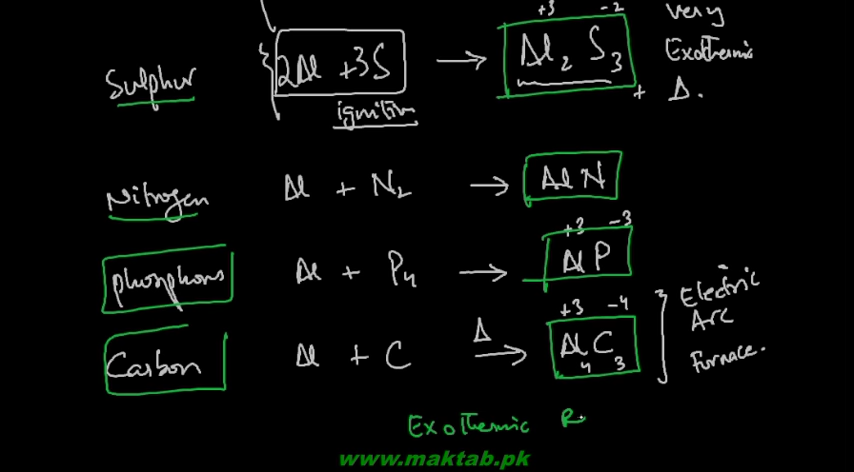 +3 -2 very
Sulphur 2Al + 3S → Al₂ S₃ Exothermic
ignition + Δ.
Nitrogen Al + N₂ → AlN
+3 -3
Phosphorus Al + P₄ → AlP
+3 -4 Electric
Carbon Al + C Δ→ Al₄C₃ Arc
Furnace.
Exothermic R
www.maktab.pk